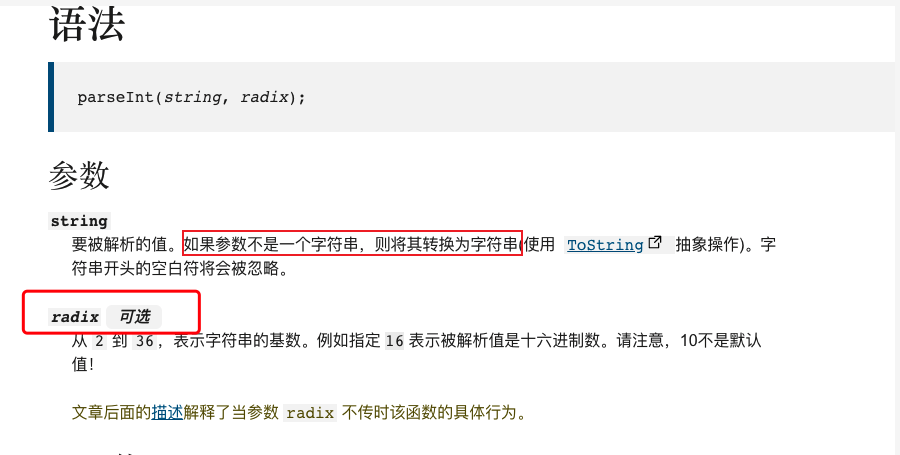 语法
parseInt(string, radix);
参数
string
要被解析的值。如果参数不是一个字符串，则将其转换为字符串(使用 ToString 抽象操作)。字
符串开头的空白符将会被忽略。
radix 可选
从 2 到 36，表示字符串的基数。例如指定 16 表示被解析值是十六进制数。请注意，10不是默认
值！
文章后面的描述解释了当参数 radix 不传时该函数的具体行为。